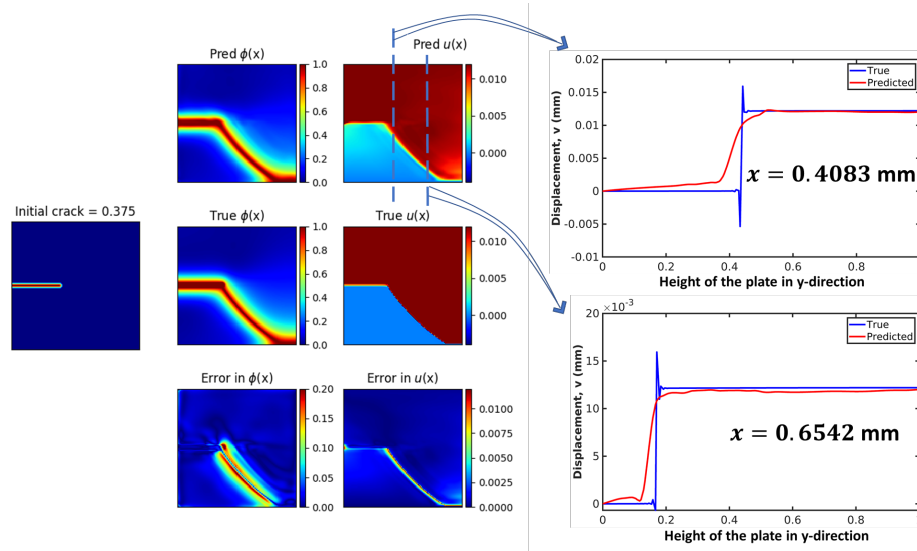 Initial crack = 0.375
Pred ϕ(x)
1.0
0.8
0.6
0.4
0.2
0.0
Pred u(x)
0.010
0.005
0.000
True ϕ(x)
1.0
0.8
0.6
0.4
0.2
0.0
True u(x)
0.010
0.005
0.000
Error in ϕ(x)
0.20
0.15
0.10
0.05
0.00
Error in u(x)
0.0100
0.0075
0.0050
0.0025
0.0000
0.02
0.015
0.01
0.005
0
-0.005
-0.01
Displacement, v (mm)
True
Predicted
x = 0.4083 mm
0 0.2 0.4 0.6 0.8
Height of the plate in y-direction
20 ×10⁻³
15
10
5
0
Displacement, v (mm)
True
Predicted
x = 0.6542 mm
0 0.2 0.4 0.6 0.8
Height of the plate in y-direction